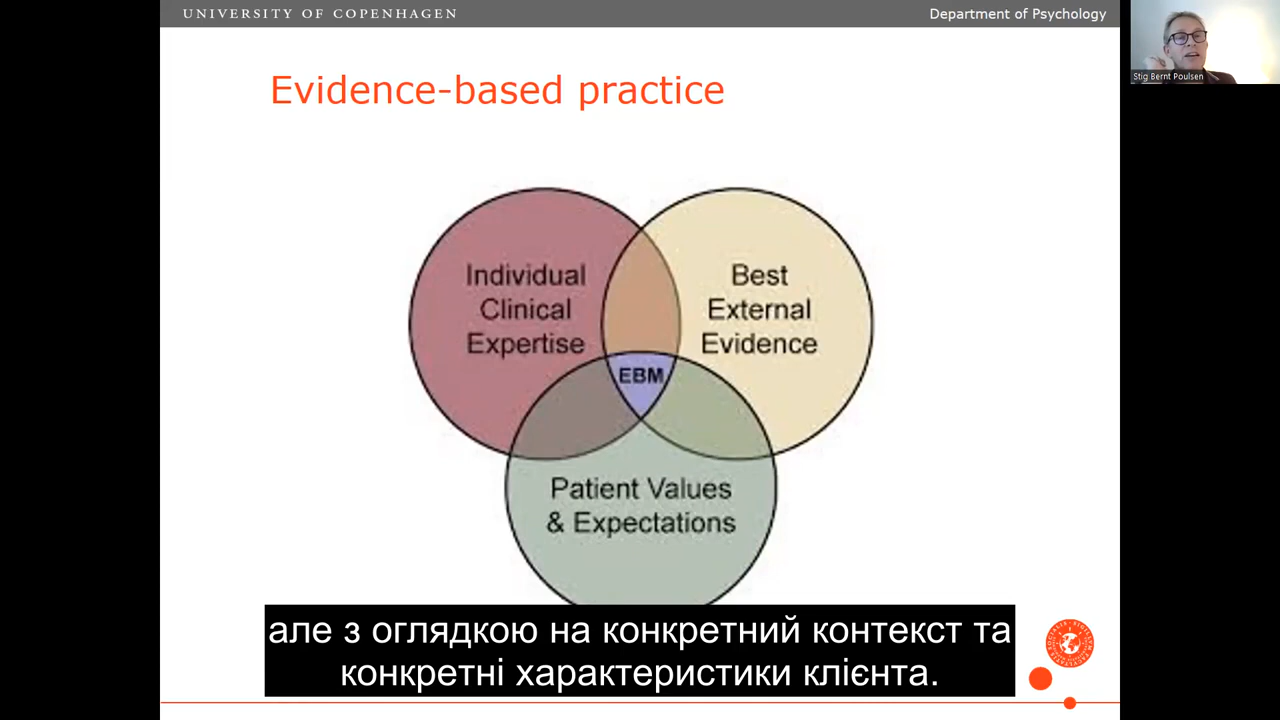 UNIVERSITY OF COPENHAGEN
Department of Psychology
Stig Bernt Poulsen
Evidence-based practice
Individual
Clinical
Expertise
Best
External
Evidence
EBM
Patient Values
& Expectations
але з оглядкою на конкретний контекст та
конкретні характеристики клієнта.